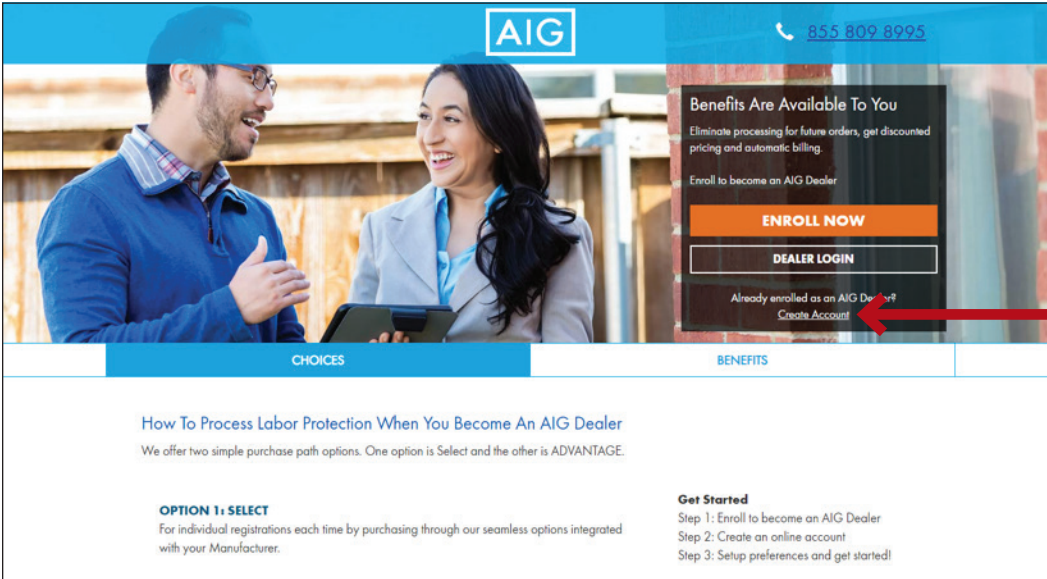 AIG
855 809 8995
Benefits Are Available To You
Eliminate processing for future orders, get discounted
pricing and automatic billing.
Enroll to become an AIG Dealer
ENROLL NOW
DEALER LOGIN
Already enrolled as an AIG Dealer?
Create Account
CHOICES
BENEFITS
How To Process Labor Protection When You Become An AIG Dealer
We offer two simple purchase path options. One option is Select and the other is ADVANTAGE.
OPTION 1: SELECT
For individual registrations each time by purchasing through our seamless options integrated
with your Manufacturer.
Get Started
Step 1: Enroll to become an AIG Dealer
Step 2: Create an online account
Step 3: Setup preferences and get started!